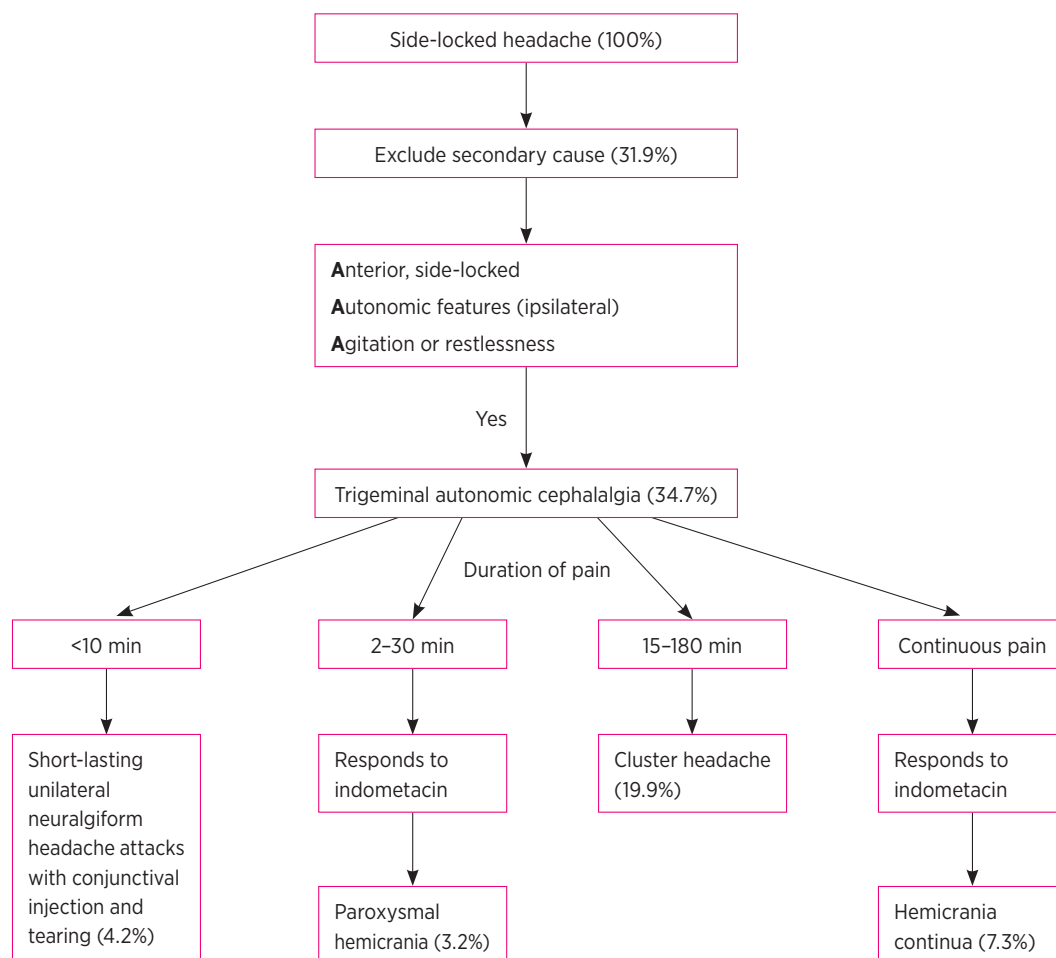 Side-locked headache (100%)
Exclude secondary cause (31.9%)
Anterior, side-locked
Autonomic features (ipsilateral)
Agitation or restlessness
Yes
Trigeminal autonomic cephalalgia (34.7%)
Duration of pain
<10 min
2–30 min
15–180 min
Continuous pain
Short-lasting
unilateral
neuralgiform
headache attacks
with conjunctival
injection and
tearing (4.2%)
Responds to
indometacin
Cluster headache
(19.9%)
Responds to
indometacin
Paroxysmal
hemicrania (3.2%)
Hemicrania
continua (7.3%)